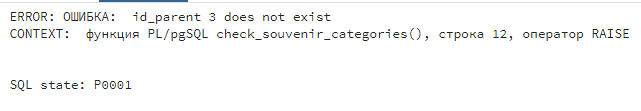 ERROR: ОШИБКА:  id_parent 3 does not exist
CONTEXT:  функция PL/pgSQL check_souvenir_categories(), строка 12, оператор RAISE
SQL state: P0001